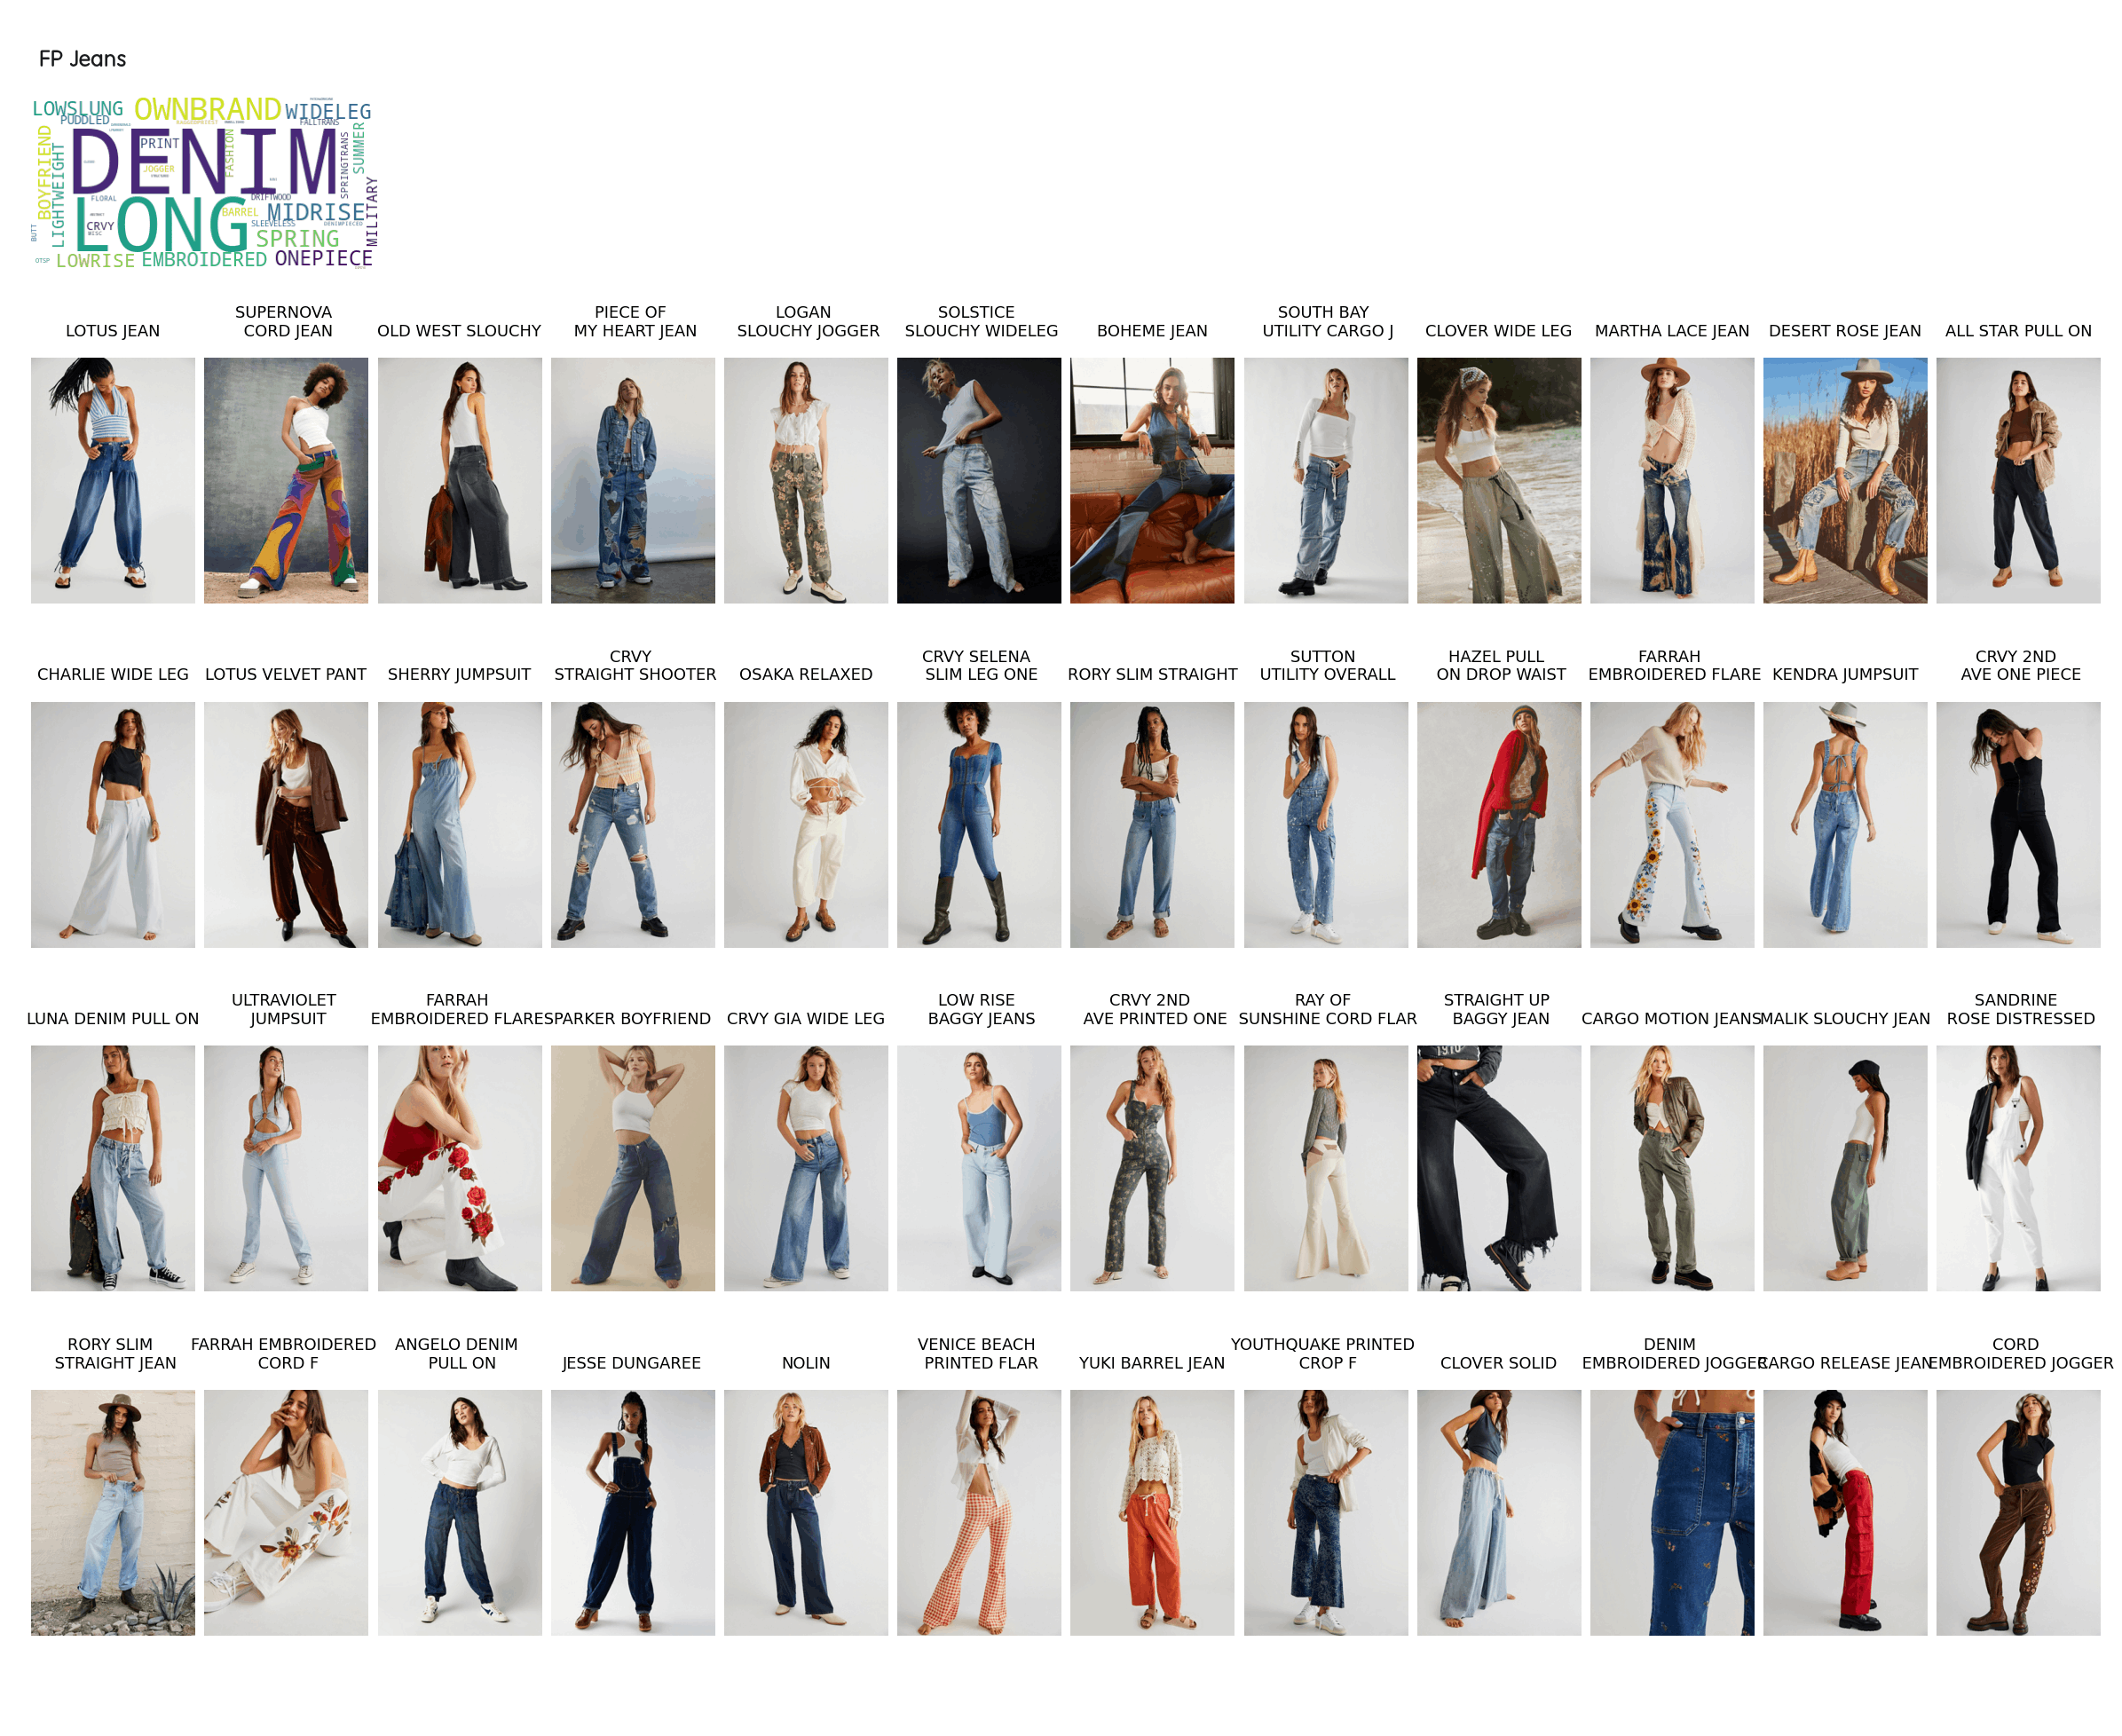 FP Jeans
LOWSLUNG OWNBRAND WIDELEG
PUDDLED FALLTRANS
DENIM
PRINT
JOGGER
FASHION
SPRINGTRANS
SUMMER
BOYFRIEND
LIGHTWEIGHT
FLORAL DRIFTWOOD
LONG
BARREL MIDRISE
CRVY SLEEVELESS DENIMPIECED
MISC
SPRING
MILITARY
BUTT
OTSP LOWRISE EMBROIDERED ONEPIECE
LOTUS JEAN
SUPERNOVA
CORD JEAN
OLD WEST SLOUCHY
PIECE OF
MY HEART JEAN
LOGAN
SLOUCHY JOGGER
SOLSTICE
SLOUCHY WIDELEG
BOHEME JEAN
SOUTH BAY
UTILITY CARGO J
CLOVER WIDE LEG
MARTHA LACE JEAN
DESERT ROSE JEAN
ALL STAR PULL ON
CHARLIE WIDE LEG
LOTUS VELVET PANT
SHERRY JUMPSUIT
CRVY
STRAIGHT SHOOTER
OSAKA RELAXED
CRVY SELENA
SLIM LEG ONE
RORY SLIM STRAIGHT
SUTTON
UTILITY OVERALL
HAZEL PULL
ON DROP WAIST
FARRAH
EMBROIDERED FLARE
KENDRA JUMPSUIT
CRVY 2ND
AVE ONE PIECE
LUNA DENIM PULL ON
ULTRAVIOLET
JUMPSUIT
FARRAH
EMBROIDERED FLARES
PARKER BOYFRIEND
CRVY GIA WIDE LEG
LOW RISE
BAGGY JEANS
CRVY 2ND
AVE PRINTED ONE
RAY OF
SUNSHINE CORD FLAR
STRAIGHT UP
BAGGY JEAN
CARGO MOTION JEANS
MALIK SLOUCHY JEAN
SANDRINE
ROSE DISTRESSED
1970
RORY SLIM
STRAIGHT JEAN
FARRAH EMBROIDERED
CORD F
ANGELO DENIM
PULL ON
JESSE DUNGAREE
NOLIN
VENICE BEACH
PRINTED FLAR
YUKI BARREL JEAN
YOUTHQUAKE PRINTED
CROP F
CLOVER SOLID
DENIM
EMBROIDERED JOGGER
CARGO RELEASE JEAN
CORD
EMBROIDERED JOGGER